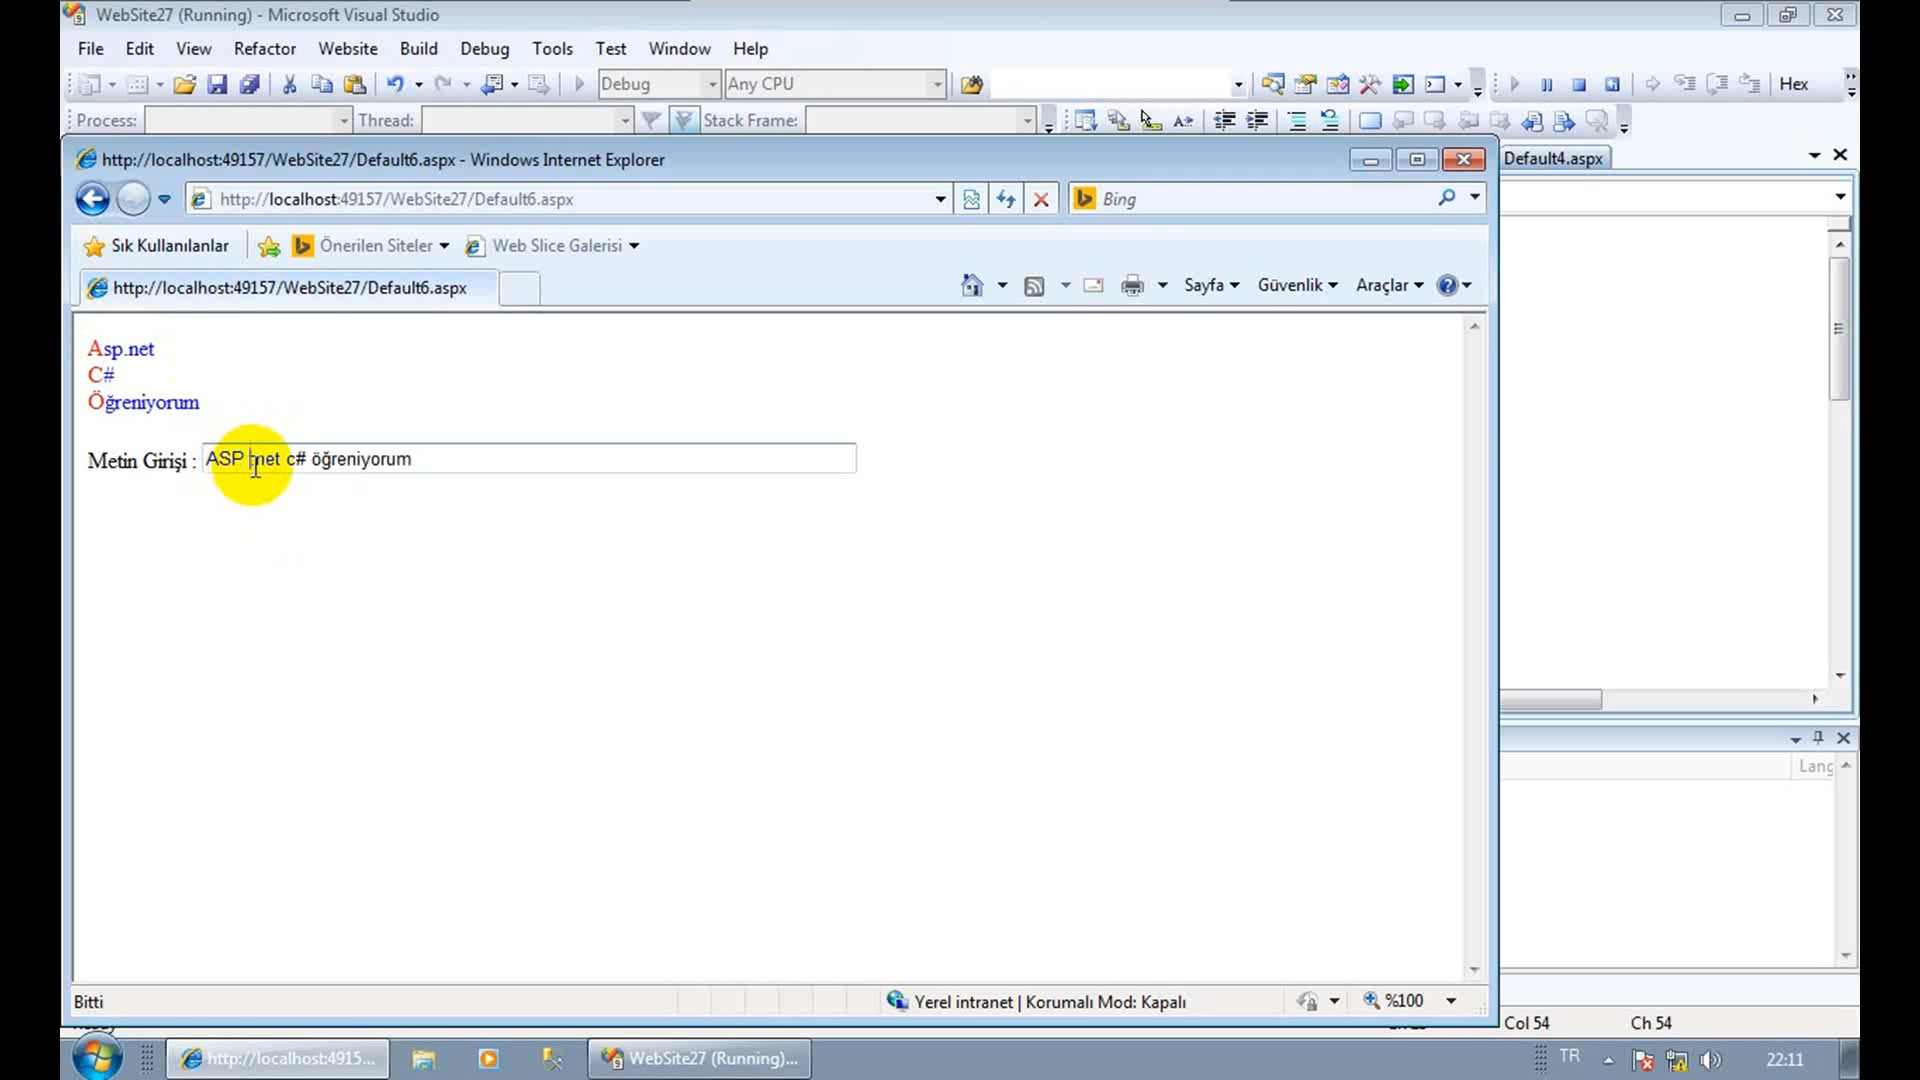 WebSite27 (Running) - Microsoft Visual Studio
File Edit View Refactor Website Build Debug Tools Test Window Help
Debug Any CPU Hex
Process: Thread: Stack Frame:
http://localhost:49157/WebSite27/Default6.aspx - Windows Internet Explorer
Default4.aspx
http://localhost:49157/WebSite27/Default6.aspx
Bing
Sık Kullanılanlar Önerilen Siteler Web Slice Galerisi
http://localhost:49157/WebSite27/Default6.aspx
Sayfa Güvenlik Araçlar
Asp.net
C#
Öğreniyorum
Metin Girişi : ASP net c# öğreniyorum
Lang
Bitti
Yerel intranet | Korumalı Mod: Kapalı
%100
Col 54 Ch 54
http://localhost:4915...
WebSite27 (Running)...
TR
22:11